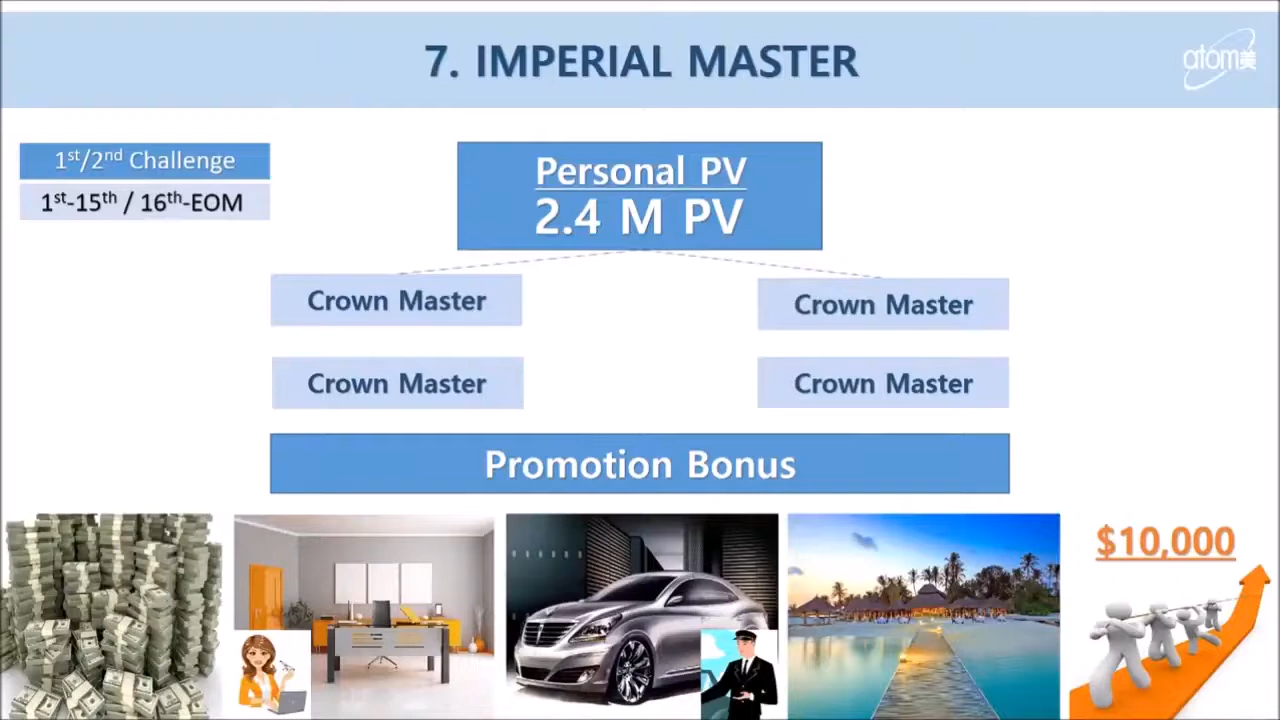 7. IMPERIAL MASTER
atom美
1st/2nd Challenge
1st-15th / 16th-EOM
Personal PV
2.4 M PV
Crown Master
Crown Master
Crown Master
Crown Master
Promotion Bonus
$10,000